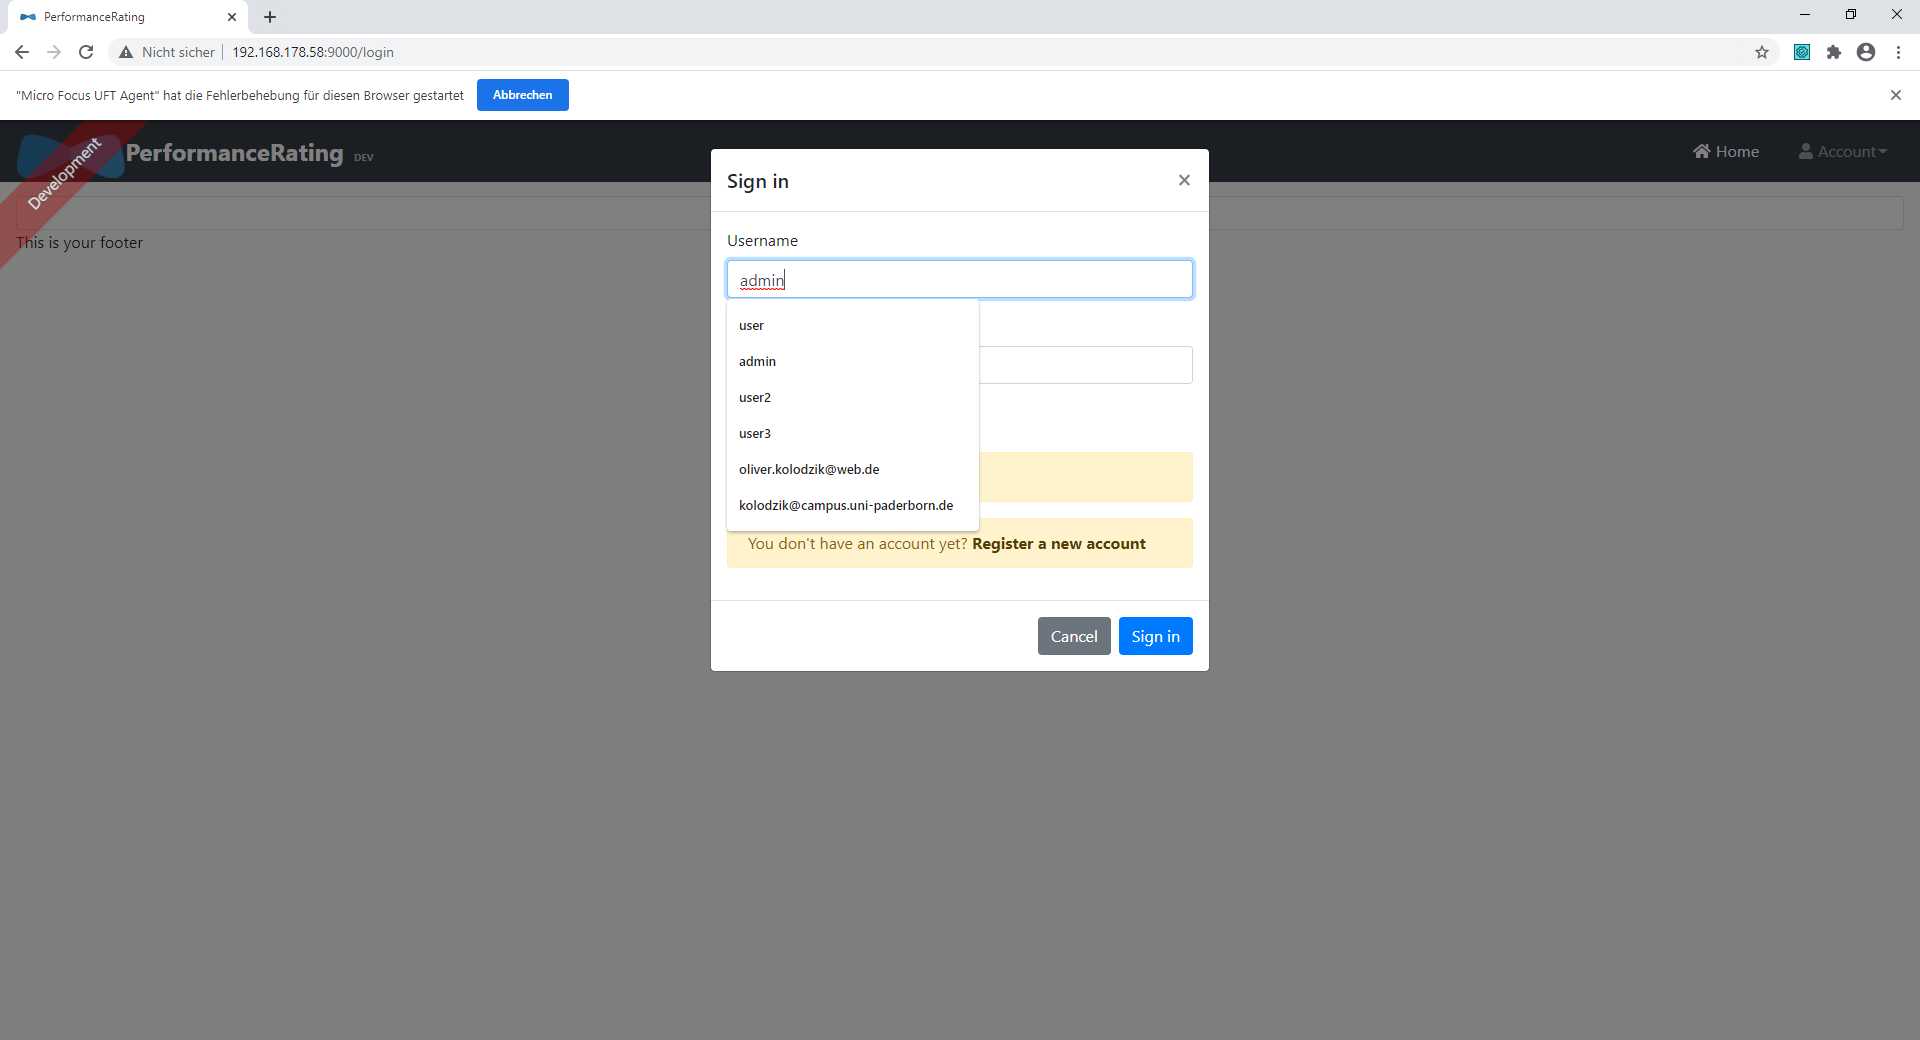 PerformanceRating
Nicht sicher
192.168.178.58:9000/login
"Micro Focus UFT Agent" hat die Fehlerbehebung für diesen Browser gestartet
Abbrechen
Development
PerformanceRating DEV
Home
Account
This is your footer
Sign in
Username
admin
user
admin
user2
user3
oliver.kolodzik@web.de
kolodzik@campus.uni-paderborn.de
You don't have an account yet? Register a new account
Cancel
Sign in